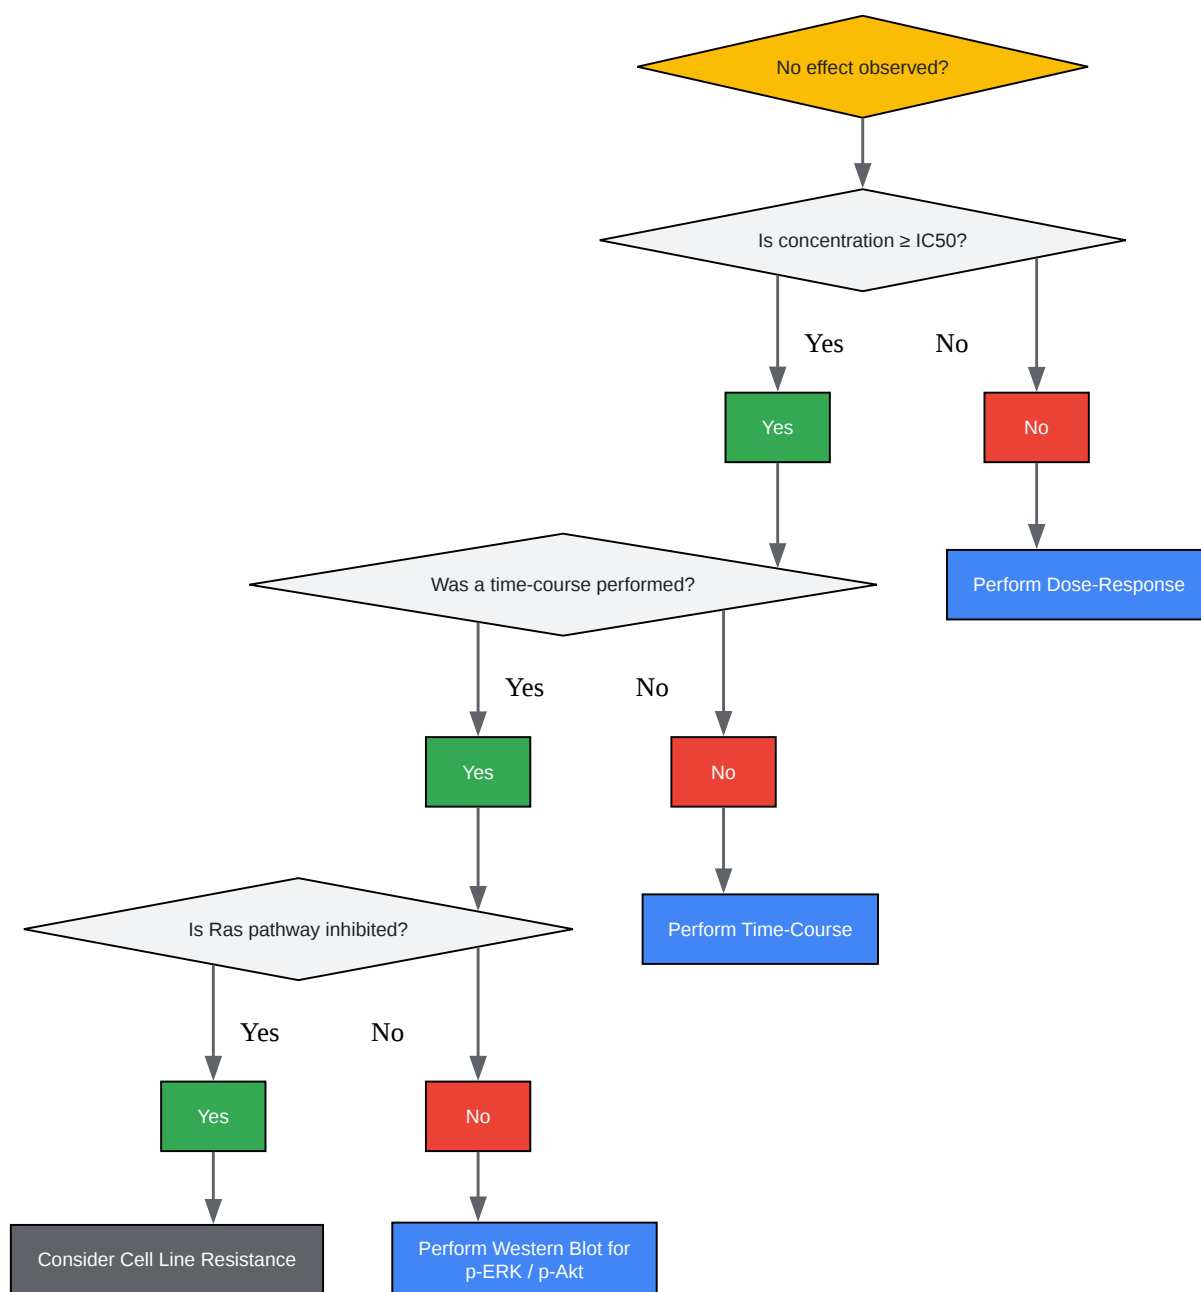 No effect observed?
Is concentration ≥ IC50?
Yes
No
Yes
No
Was a time-course performed?
Perform Dose-Response
Yes
No
Yes
No
Is Ras pathway inhibited?
Perform Time-Course
Yes
No
Yes
No
Consider Cell Line Resistance
Perform Western Blot for
p-ERK / p-Akt